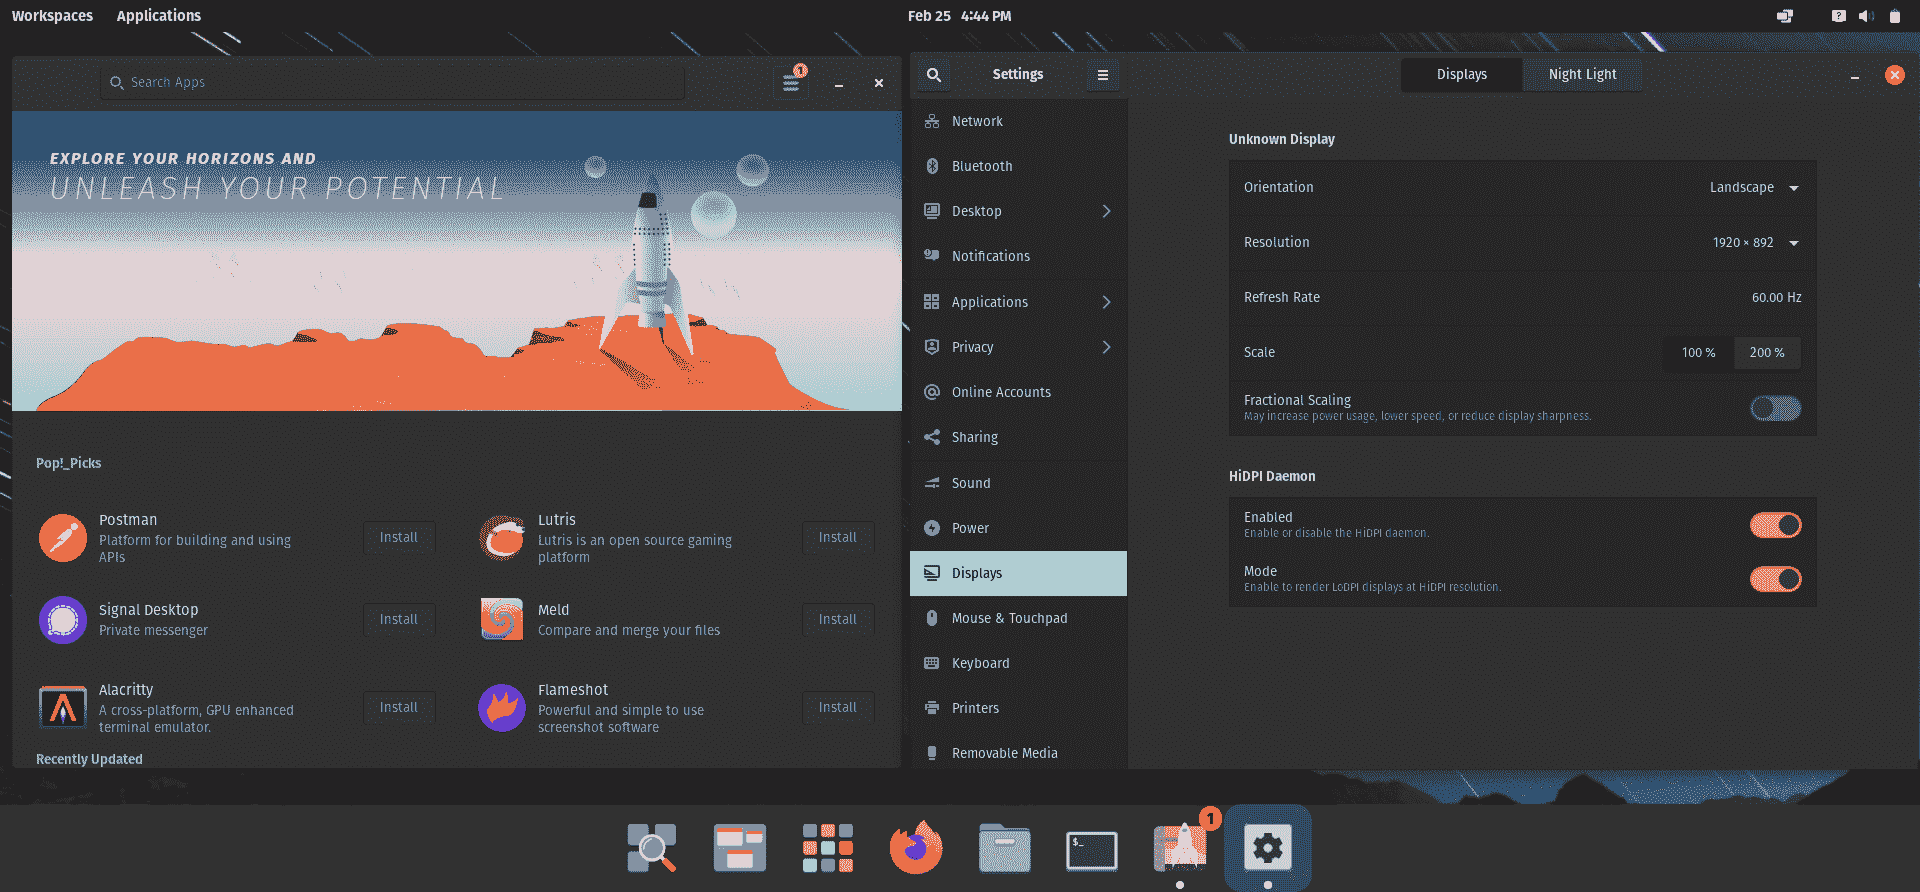 Workspaces Applications Feb 25 4:44 PM
Search Apps
1
EXPLORE YOUR HORIZONS AND
UNLEASH YOUR POTENTIAL
Pop!_Picks
Postman
Platform for building and using
APIs
Install
Lutris
Lutris is an open source gaming
platform
Install
Signal Desktop
Private messenger
Install
Meld
Compare and merge your files
Install
Alacritty
A cross-platform, GPU enhanced
terminal emulator.
Install
Flameshot
Powerful and simple to use
screenshot software
Install
Recently Updated
Settings
Network
Bluetooth
Desktop
Notifications
Applications
Privacy
Online Accounts
Sharing
Sound
Power
Displays
Mouse & Touchpad
Keyboard
Printers
Removable Media
Displays Night Light
Unknown Display
Orientation Landscape
Resolution 1920 × 892
Refresh Rate 60.00 Hz
Scale 100 % 200 %
Fractional Scaling
May increase power usage, lower speed, or reduce display sharpness.
HiDPI Daemon
Enabled
Enable or disable the HiDPI daemon.
Mode
Enable to render LoDPI displays at HiDPI resolution.
$_
1